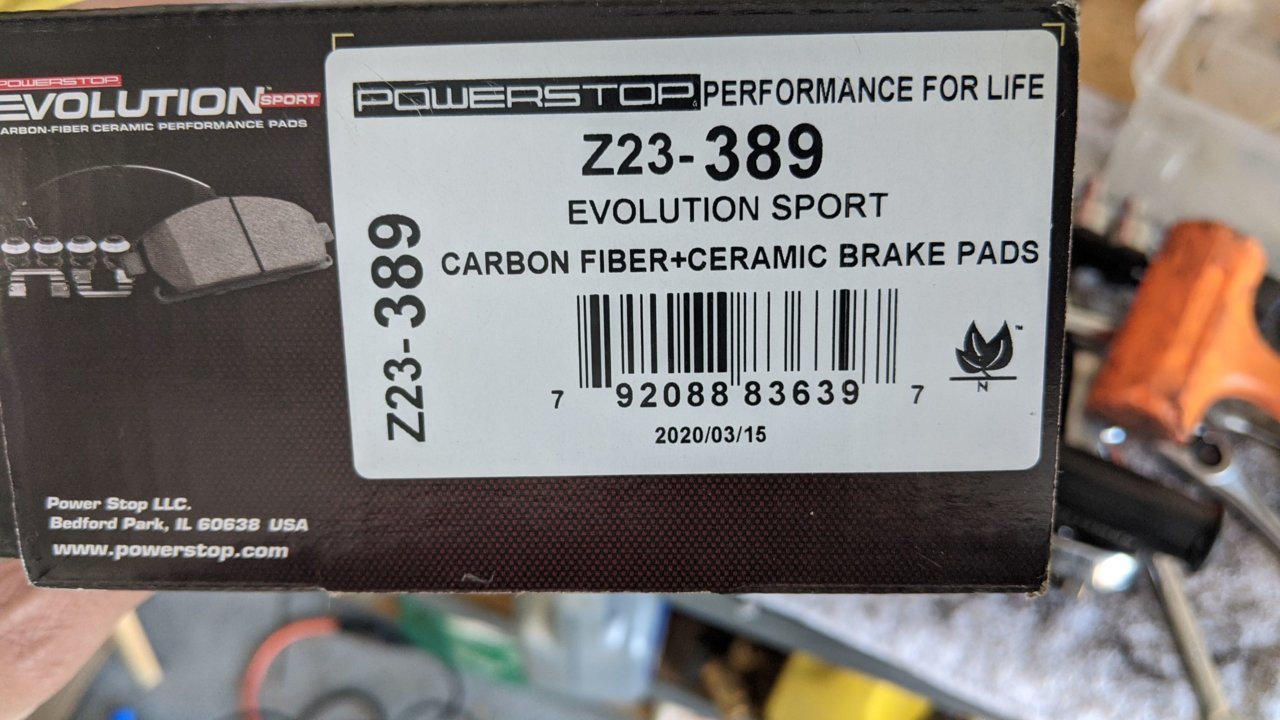 POWERSTOP
EVOLUTION SPORT
CARBON-FIBER CERAMIC PERFORMANCE PADS
POWERSTOP PERFORMANCE FOR LIFE
Z23-389
EVOLUTION SPORT
CARBON FIBER+CERAMIC BRAKE PADS
Z23-389
7 92088 83639 7
N
™
2020/03/15
Power Stop LLC.
Bedford Park, IL 60638 USA
www.powerstop.com